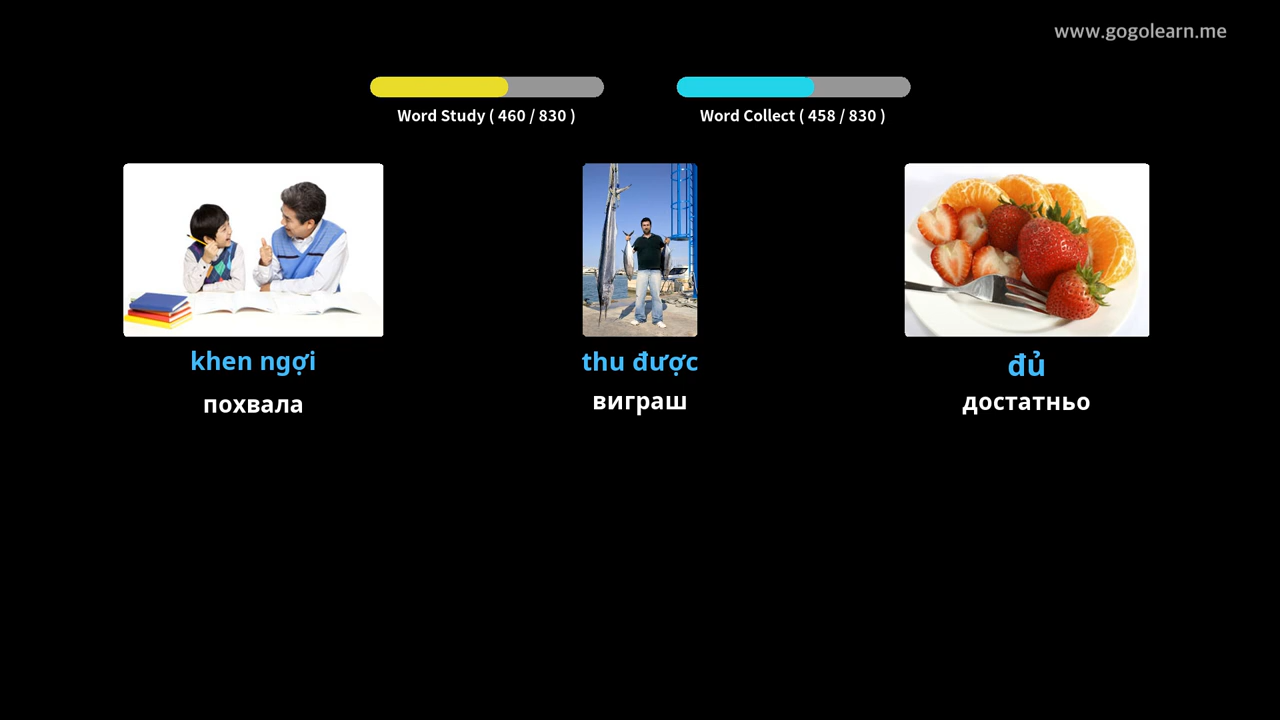 www.gogolearn.me
Word Study ( 460 / 830 )
Word Collect ( 458 / 830 )
khen ngợi
thu được
đủ
похвала
виграш
достатньо